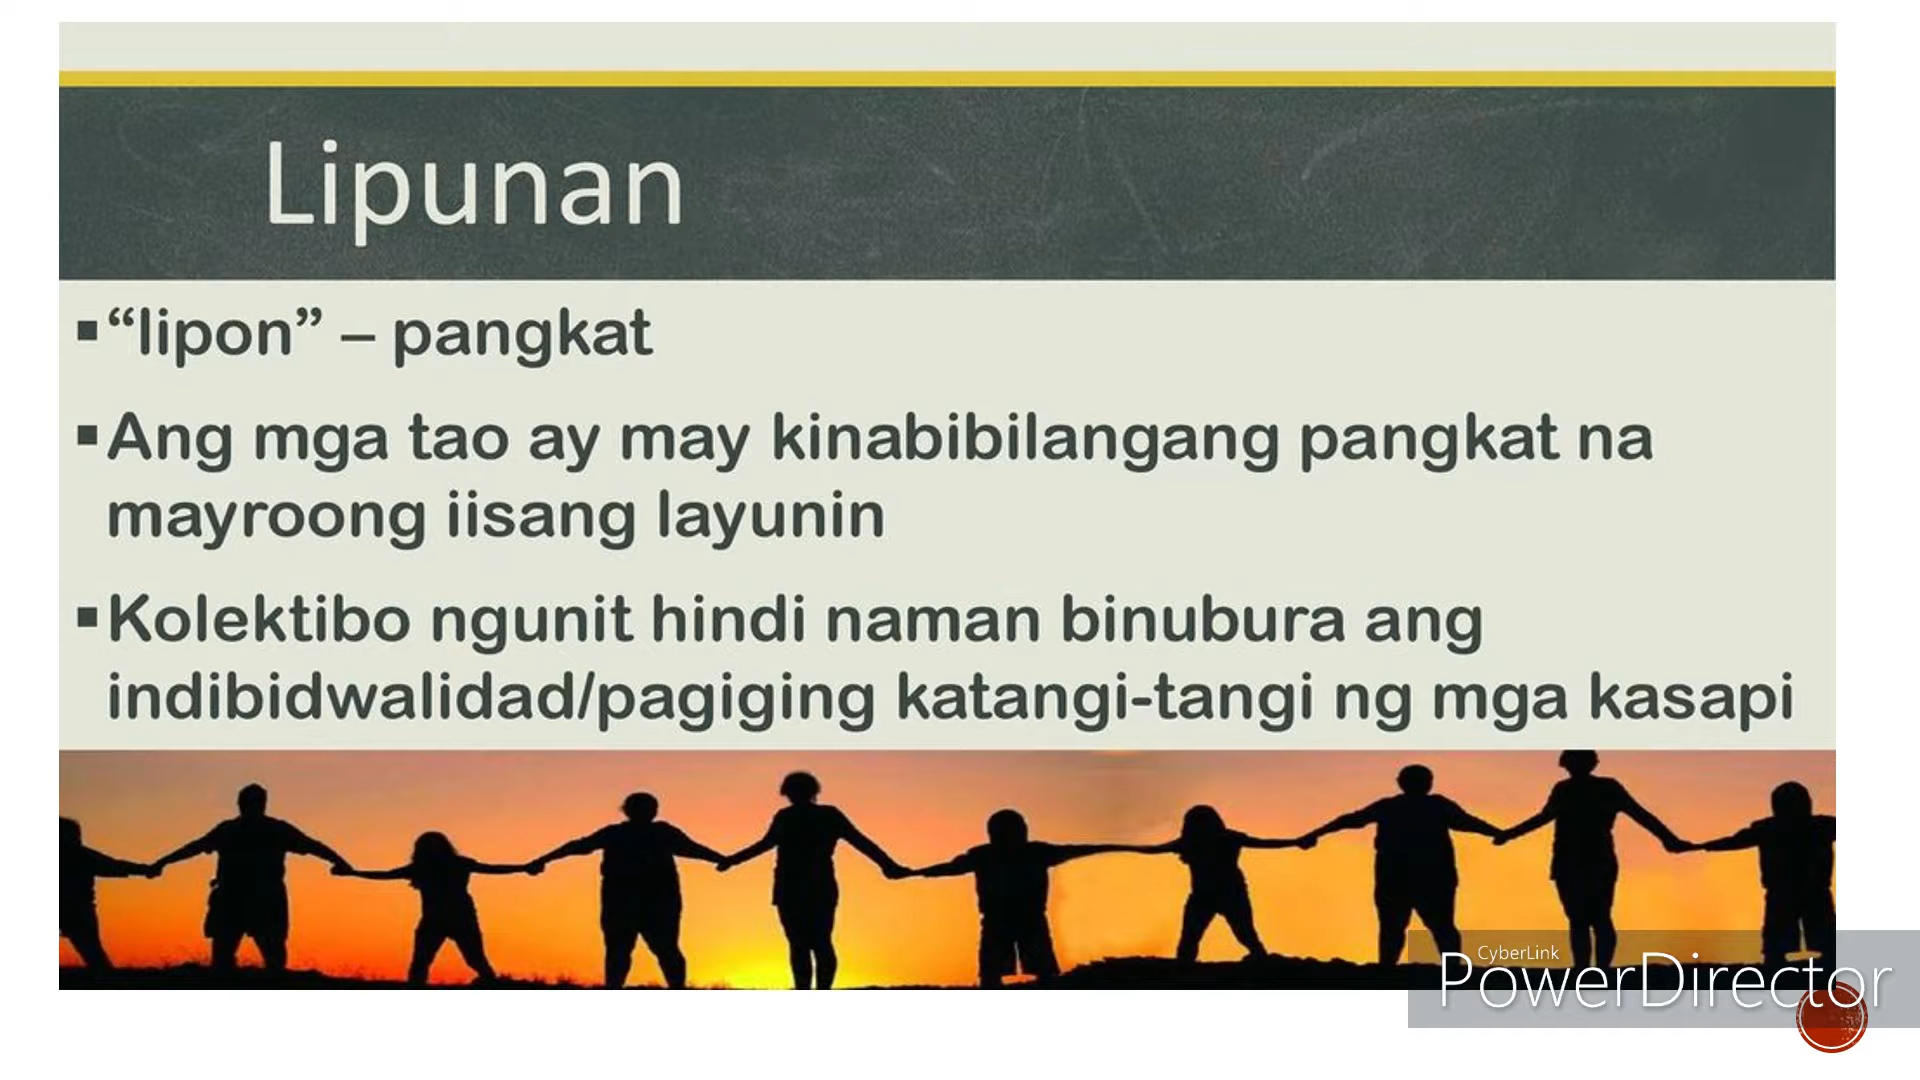 Lipunan
▪“lipon” – pangkat
▪Ang mga tao ay may kinabibilangang pangkat na
mayroong iisang layunin
▪Kolektibo ngunit hindi naman binubura ang
indibidwalidad/pagiging katangi-tangi ng mga kasapi
CyberLink
PowerDirector